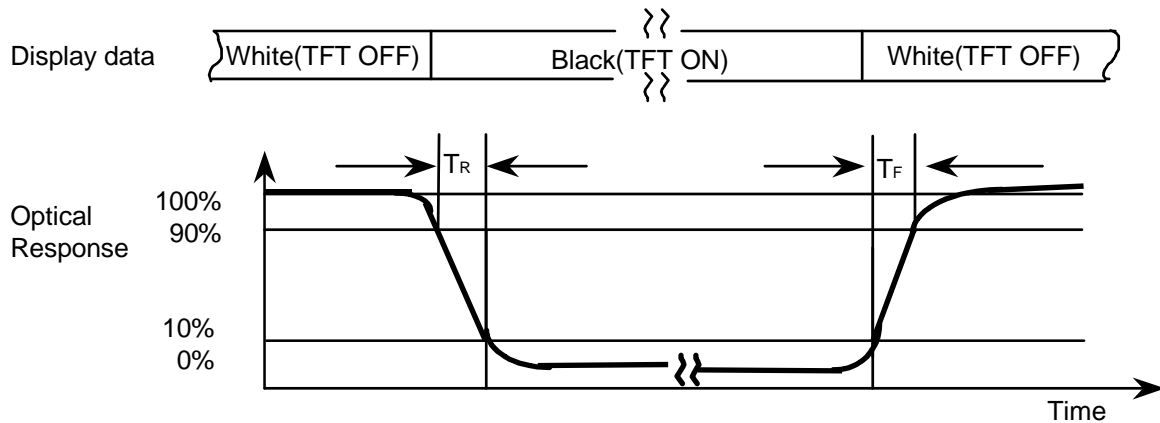 Display data
White(TFT OFF)
Black(TFT ON)
White(TFT OFF)
TR
TF
Optical
Response
100%
90%
10%
0%
Time